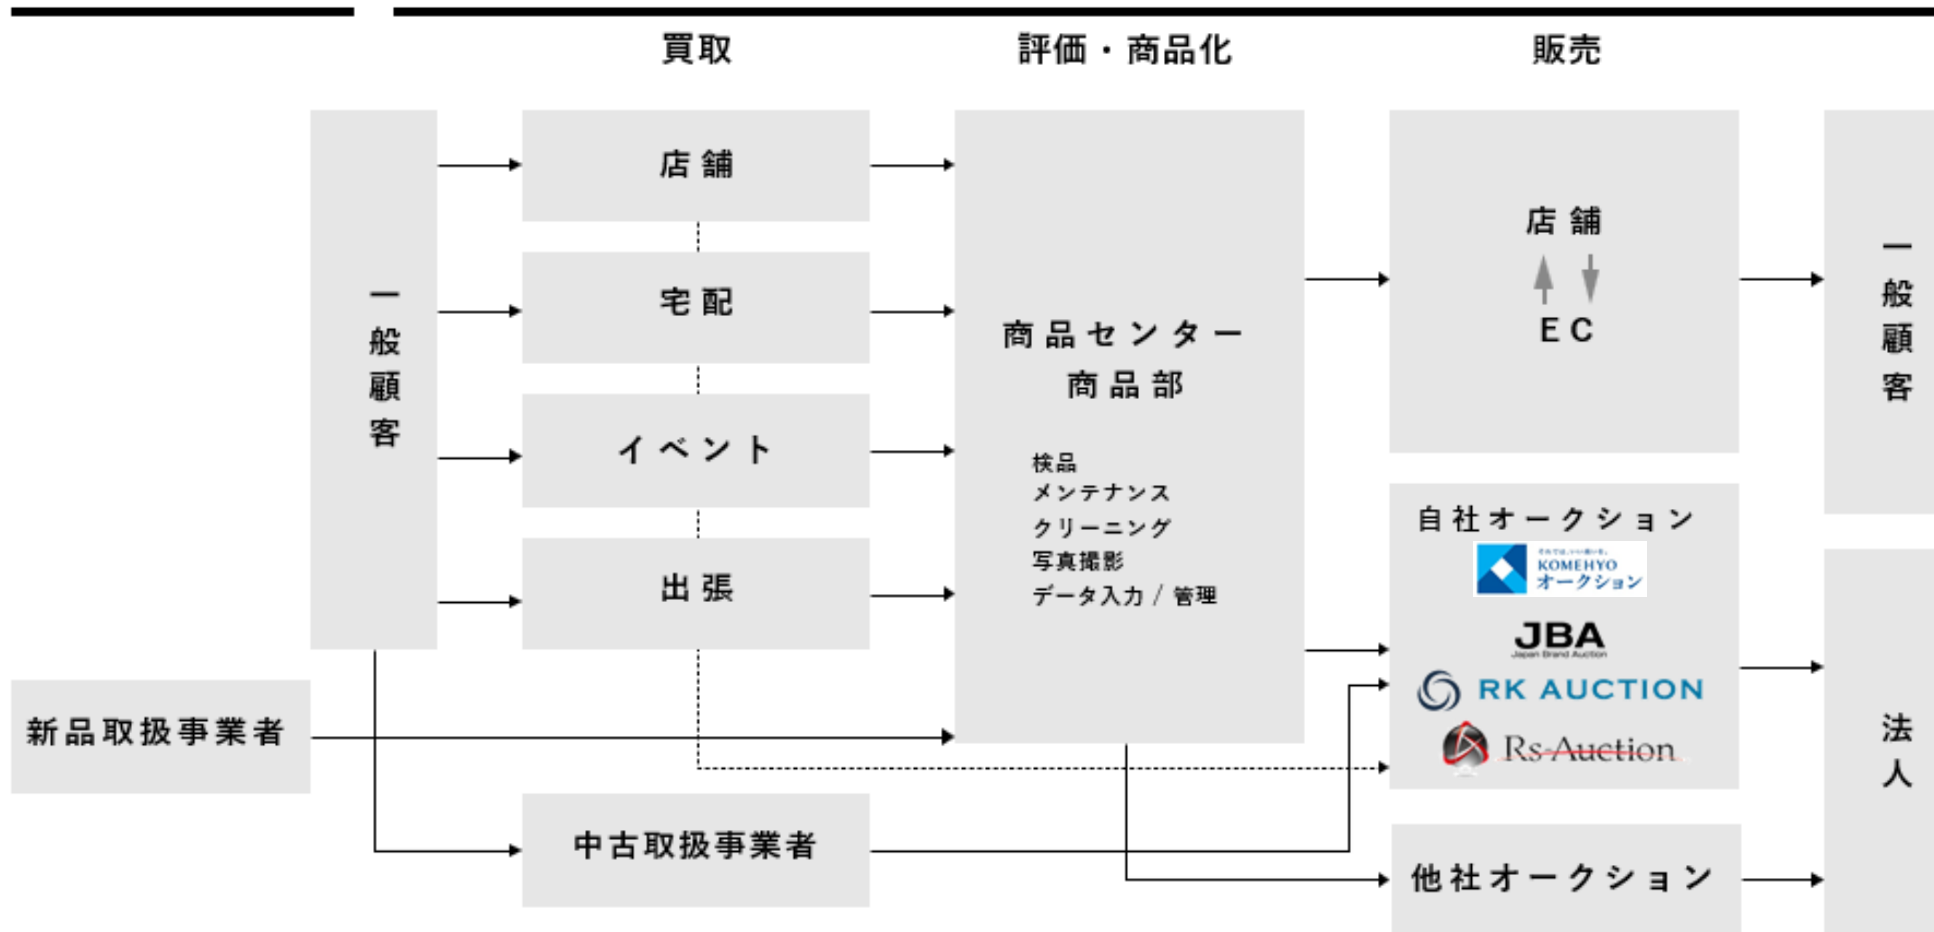 買取
評価・商品化
販売
一般顧客
店舗
宅配
イベント
出張
新品取扱事業者
中古取扱事業者
商品センター
商品部
検品
メンテナンス
クリーニング
写真撮影
データ入力 / 管理
店舗
EC
自社オークション
KOMEHYO
オークション
JBA
Japan Brand Auction
RK AUCTION
Rs-Auction
他社オークション
一般顧客
法人